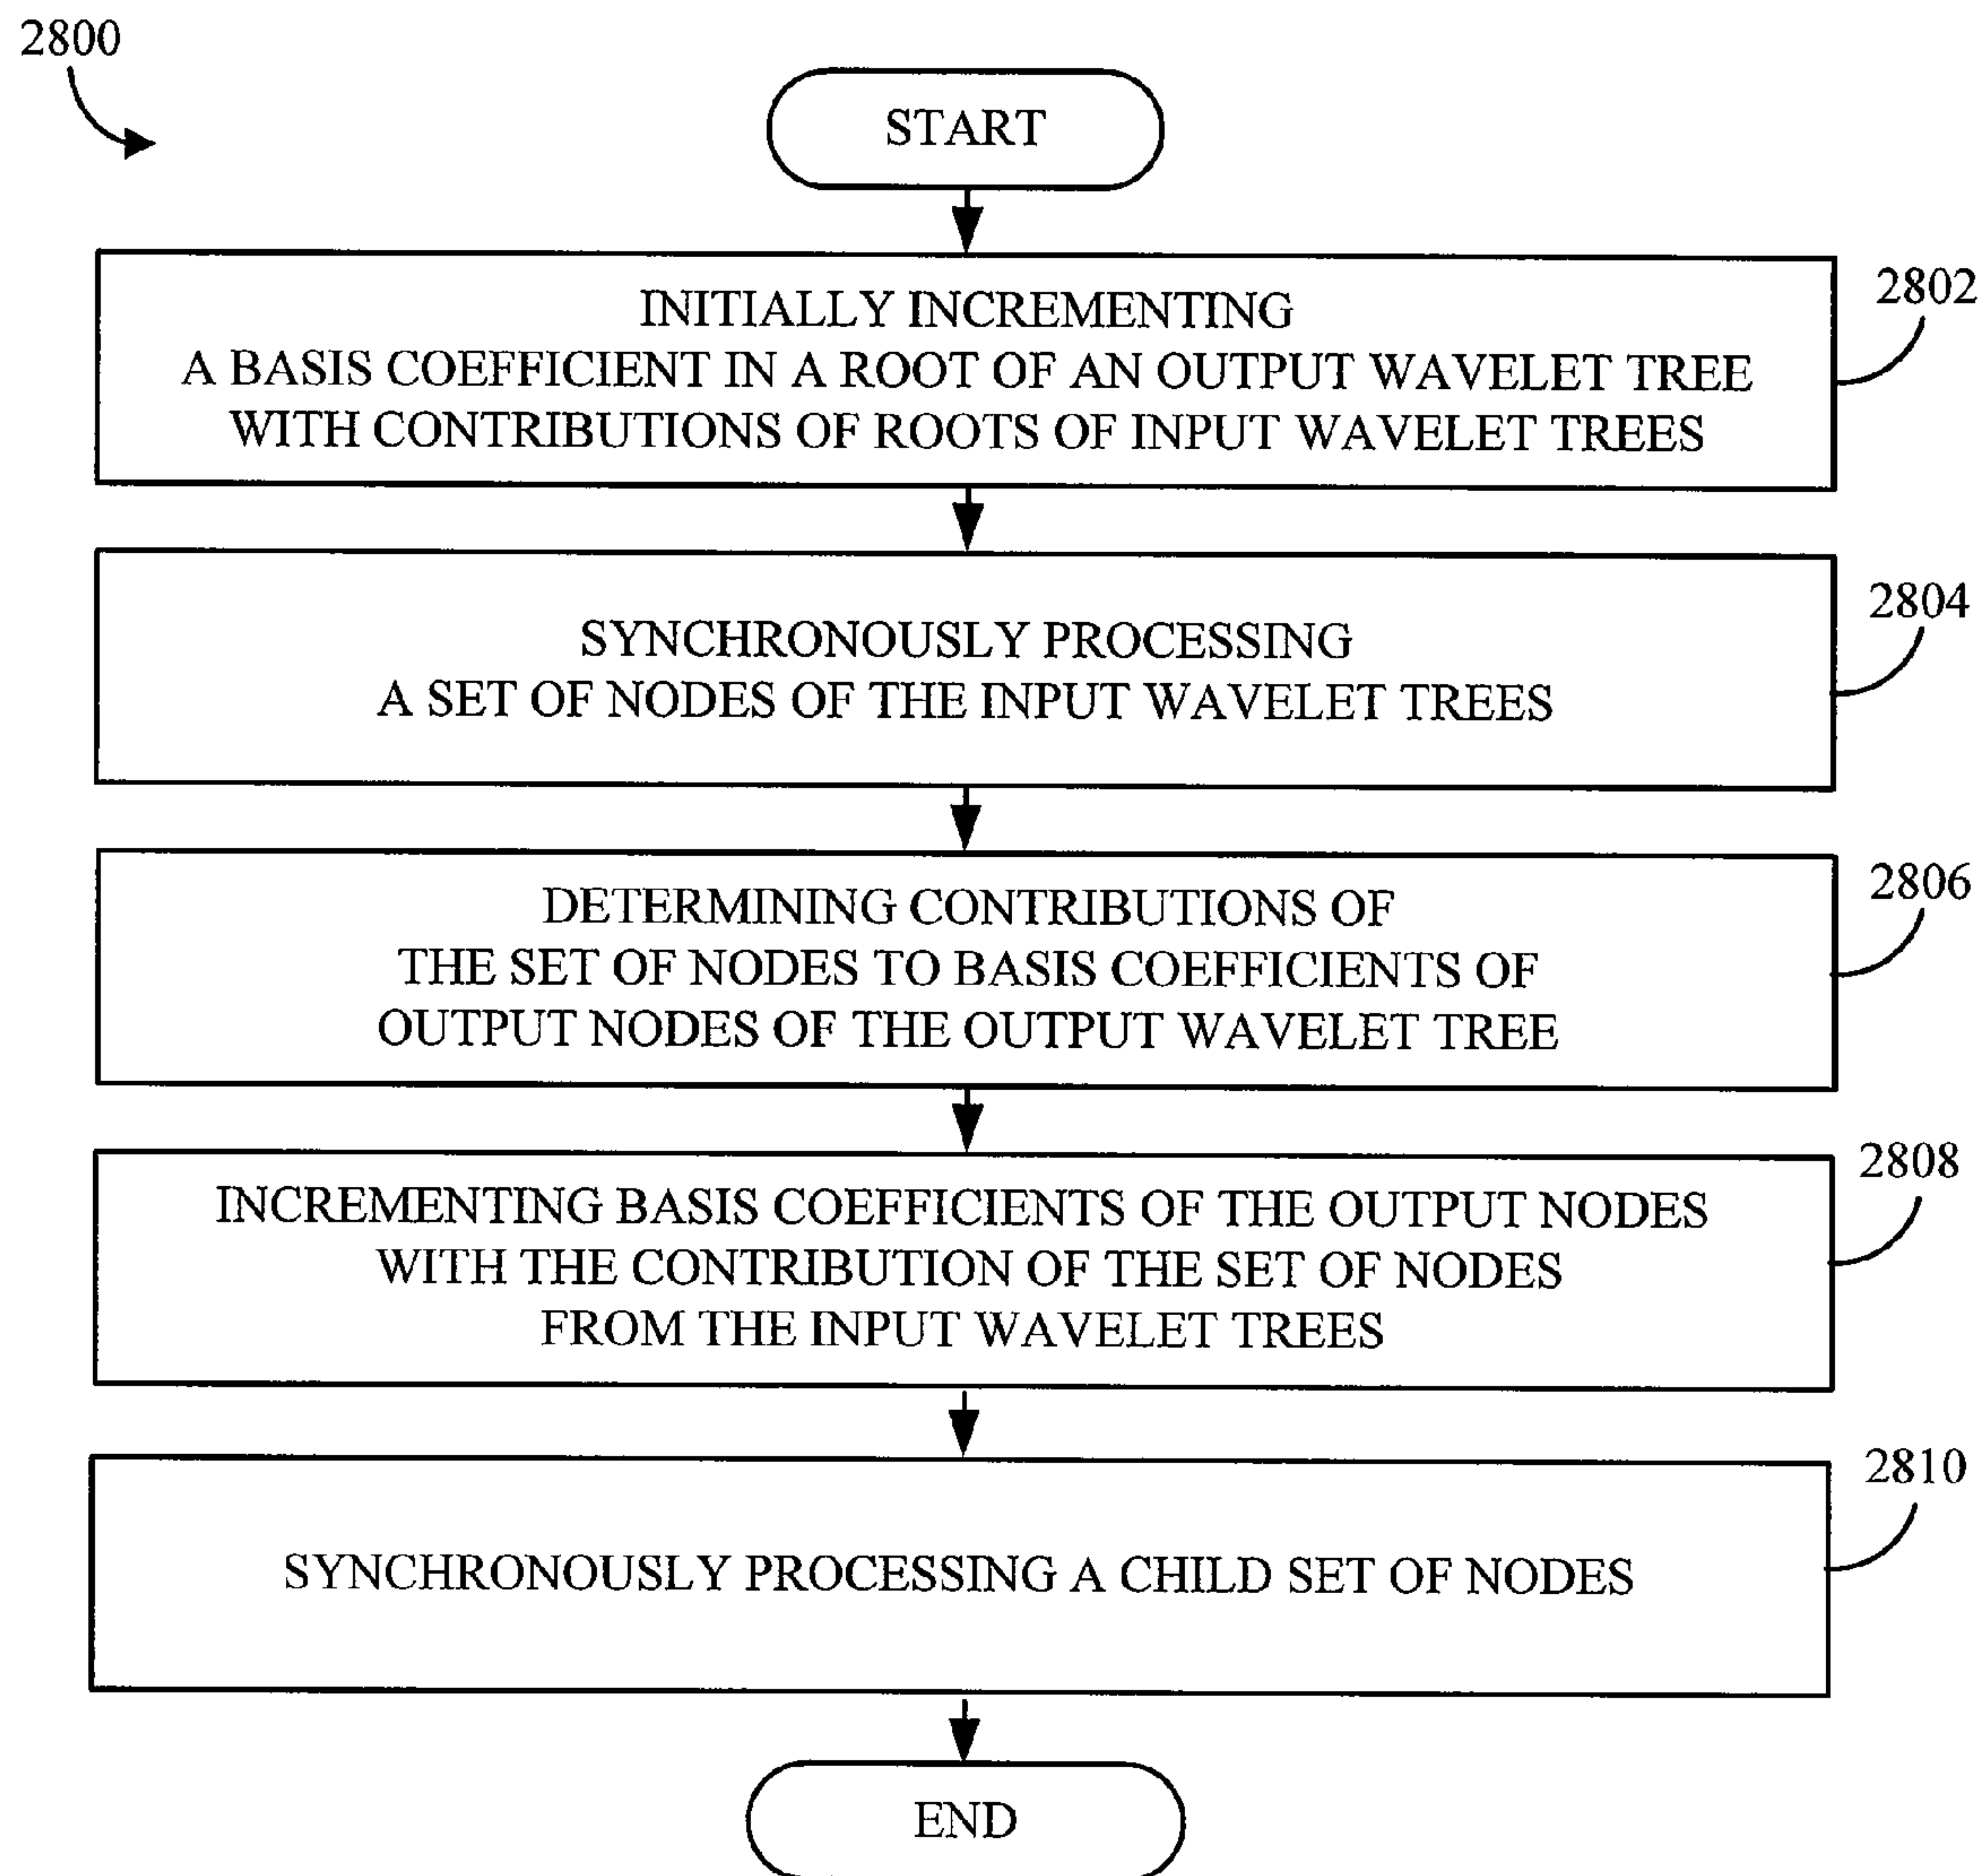 2800
START
INITIALLY INCREMENTING
A BASIS COEFFICIENT IN A ROOT OF AN OUTPUT WAVELET TREE
WITH CONTRIBUTIONS OF ROOTS OF INPUT WAVELET TREES
2802
SYNCHRONOUSLY PROCESSING
A SET OF NODES OF THE INPUT WAVELET TREES
2804
DETERMINING CONTRIBUTIONS OF
THE SET OF NODES TO BASIS COEFFICIENTS OF
OUTPUT NODES OF THE OUTPUT WAVELET TREE
2806
INCREMENTING BASIS COEFFICIENTS OF THE OUTPUT NODES
WITH THE CONTRIBUTION OF THE SET OF NODES
FROM THE INPUT WAVELET TREES
2808
SYNCHRONOUSLY PROCESSING A CHILD SET OF NODES
2810
END